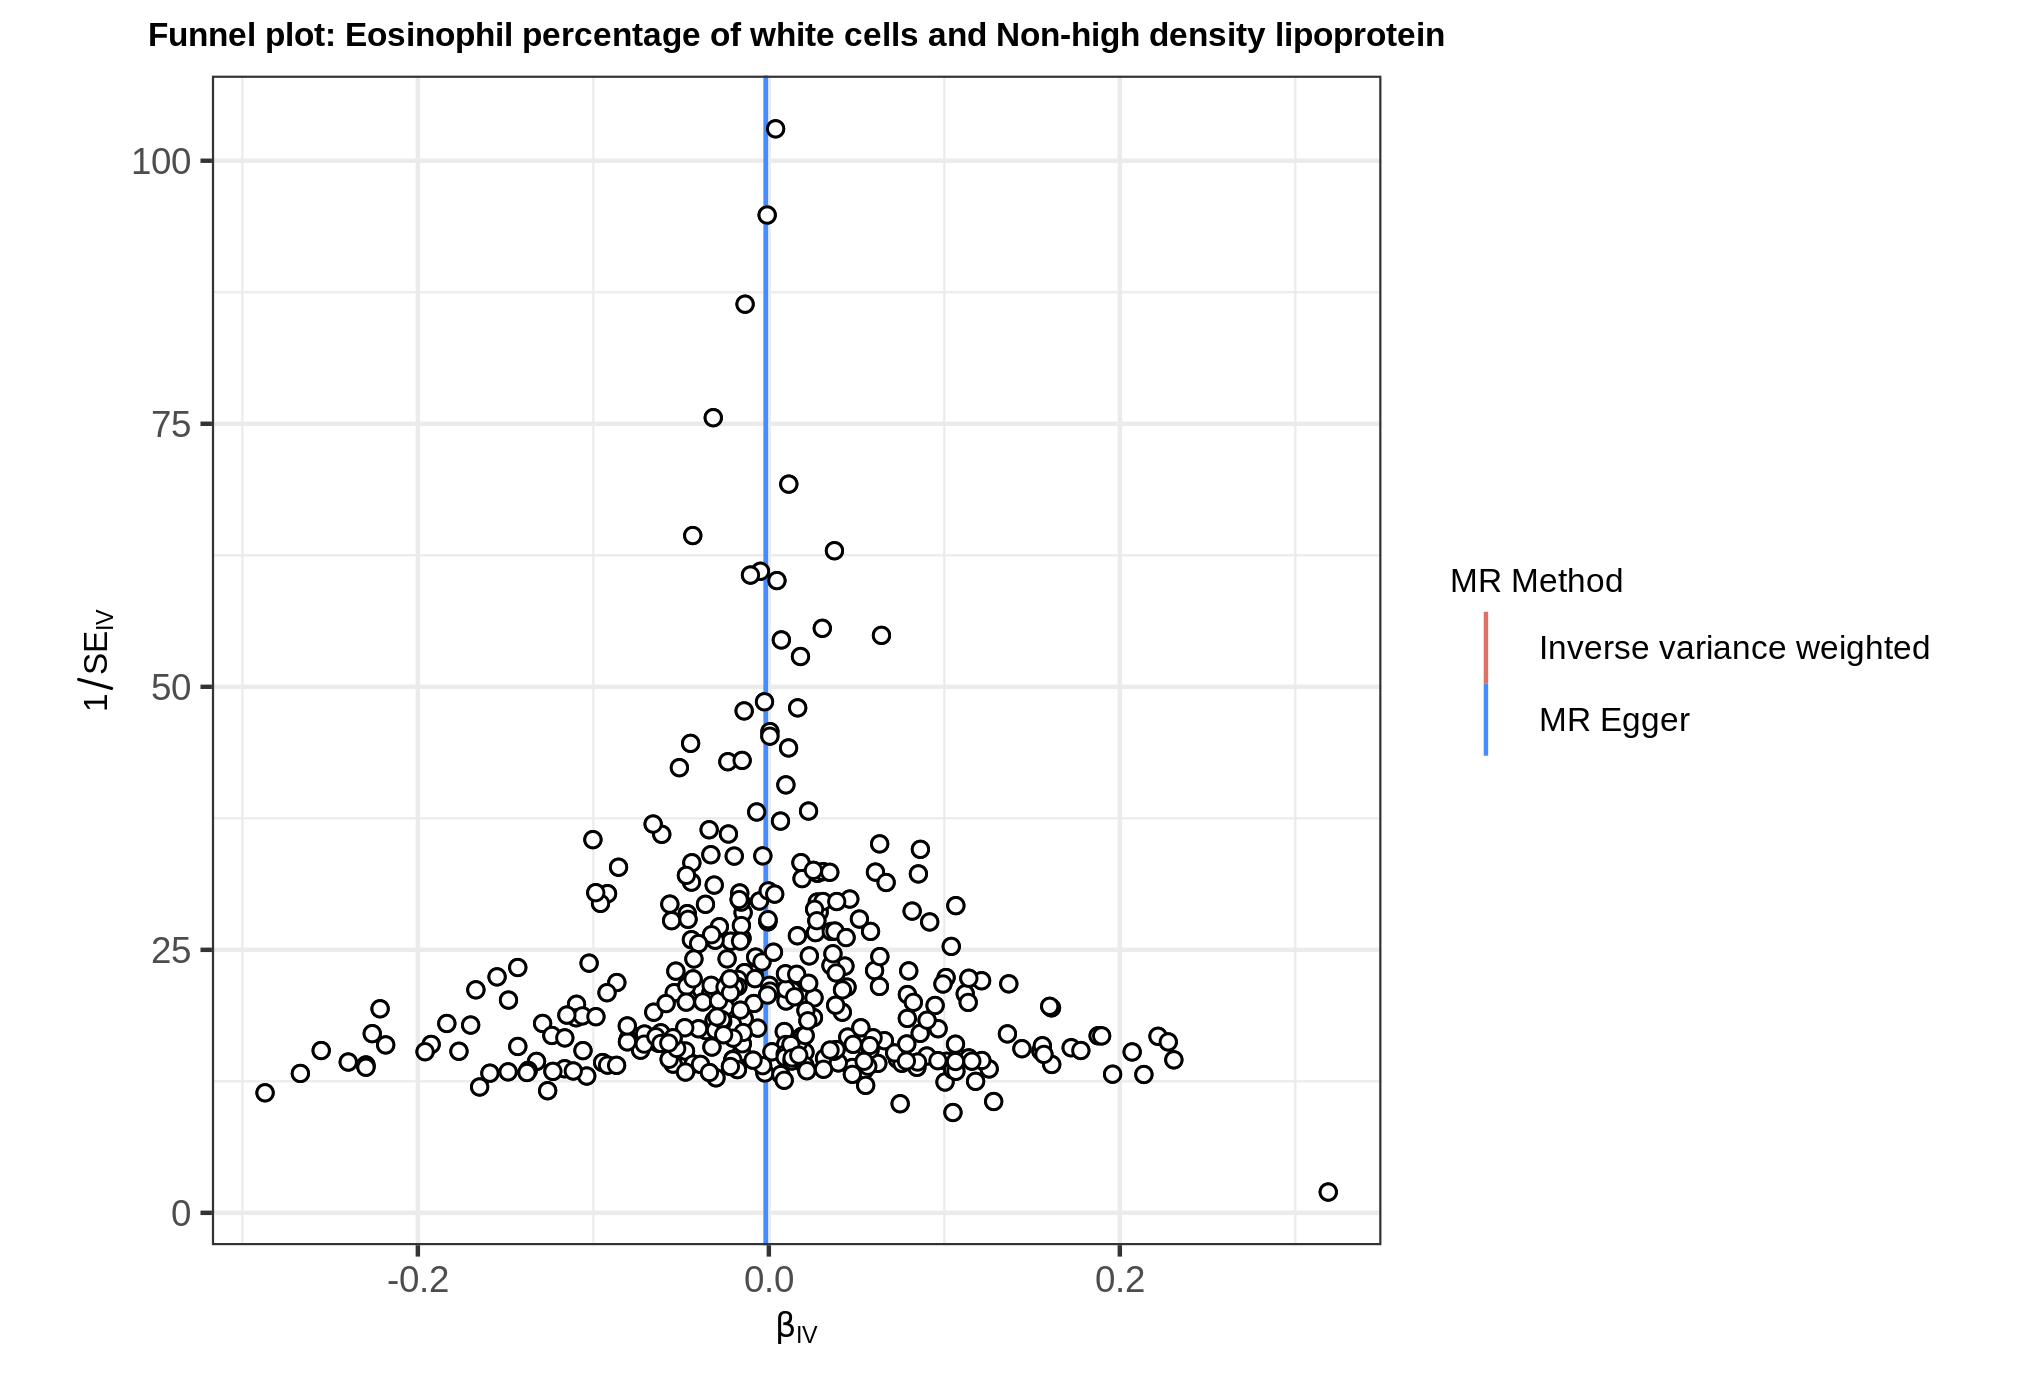 Funnel plot: Eosinophil percentage of white cells and Non-high density lipoprotein
100
75
50
25
0
1/SEIV
-0.2
0.0
0.2
βIV
MR Method
Inverse variance weighted
MR Egger